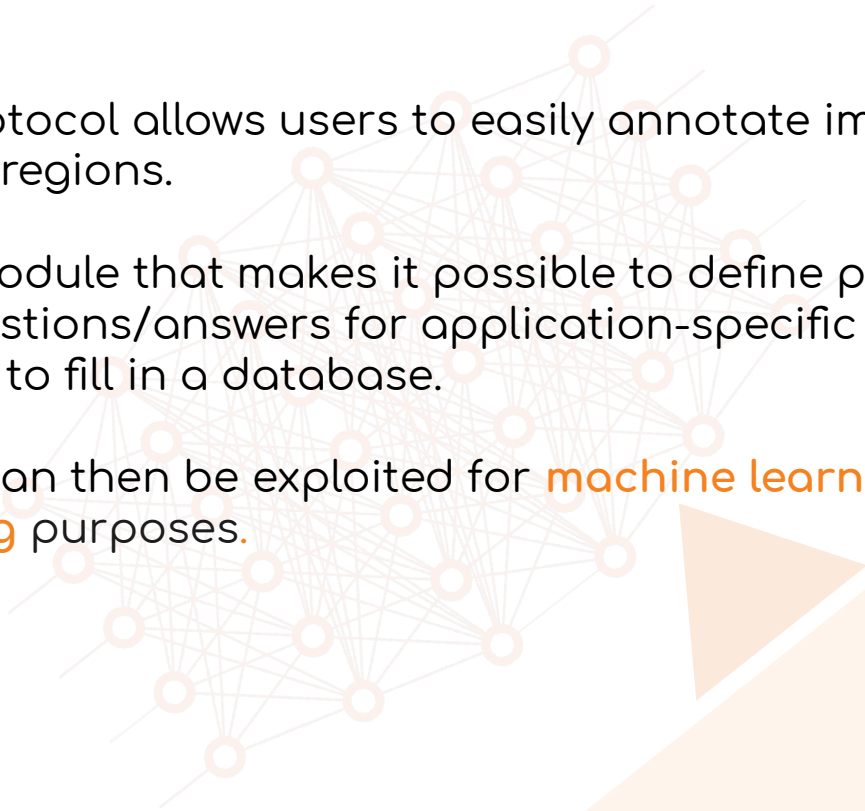 otocol allows users to easily annotate im
regions.
odule that makes it possible to define p
stions/answers for application-specific
to fill in a database.
an then be exploited for machine learn
g purposes.